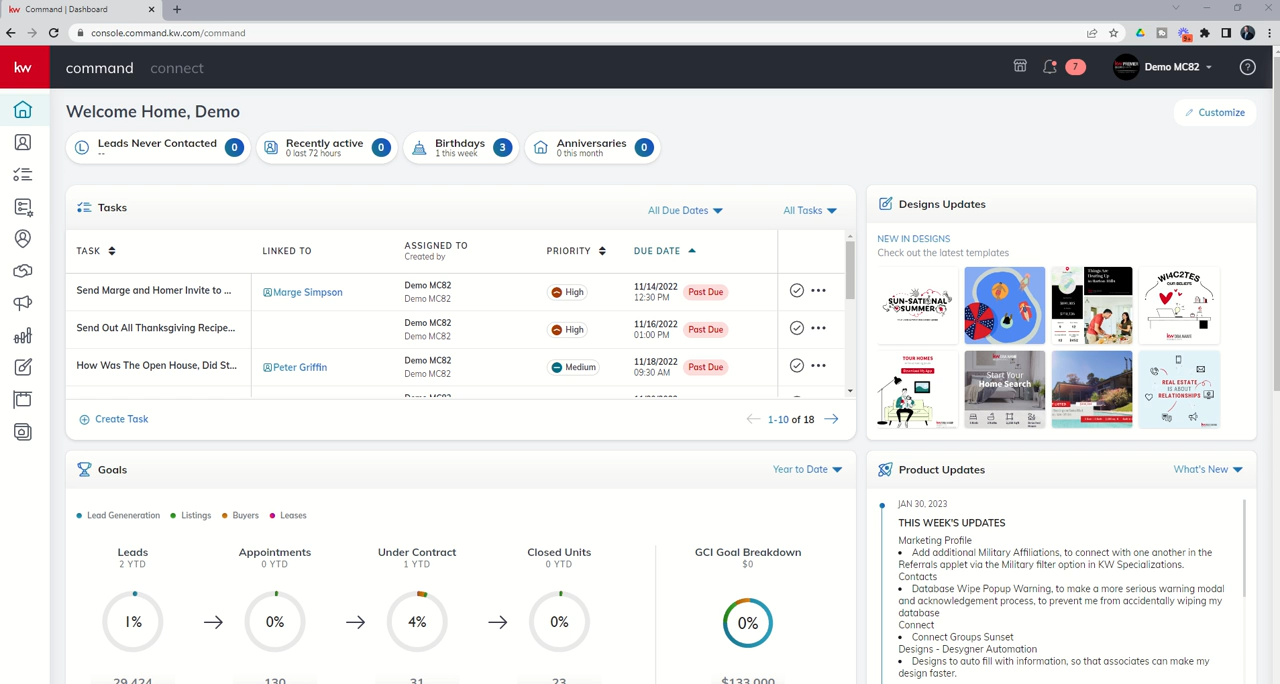 kw Command | Dashboard
console.command.kw.com/command
9+
kw command connect
7
Demo MC82
Welcome Home, Demo
Customize
Leads Never Contacted 0
--
Recently active 0
0 last 72 hours
Birthdays 3
1 this week
Anniversaries 0
0 this month
Tasks
All Due Dates
All Tasks
TASK LINKED TO ASSIGNED TO PRIORITY DUE DATE
Created by
Send Marge and Homer Invite to ... Marge Simpson Demo MC82 High 11/14/2022 Past Due
Demo MC82 12:30 PM
Send Out All Thanksgiving Recipe... Demo MC82 High 11/16/2022 Past Due
Demo MC82 01:00 PM
How Was The Open House, Did St... Peter Griffin Demo MC82 Medium 11/18/2022 Past Due
Demo MC82 09:30 AM
Create Task
1-10 of 18
Designs Updates
NEW IN DESIGNS
Check out the latest templates
SUN-SATIONAL
SUMMER
WI4C2TES
OUR BELIEFS
TOUR HOMES
Start Your
Home Search
REAL ESTATE
IS ABOUT
RELATIONSHIPS
Goals
Year to Date
Lead Geneneration Listings Buyers Leases
Leads Appointments Under Contract Closed Units GCI Goal Breakdown
2 YTD 0 YTD 1 YTD 0 YTD $0
1% 0% 4% 0% 0%
29,424 130 31 23 $133,000
Product Updates
What's New
JAN 30, 2023
THIS WEEK'S UPDATES
Marketing Profile
• Add additional Military Affiliations, to connect with one another in the
Referrals applet via the Military filter option in KW Specializations.
Contacts
• Database Wipe Popup Warning, to make a more serious warning modal
and acknowledgement process, to prevent me from accidentally wiping my
database
Connect
• Connect Groups Sunset
Designs - Desygner Automation
• Designs to auto fill with information, so that associates can make my
design faster.